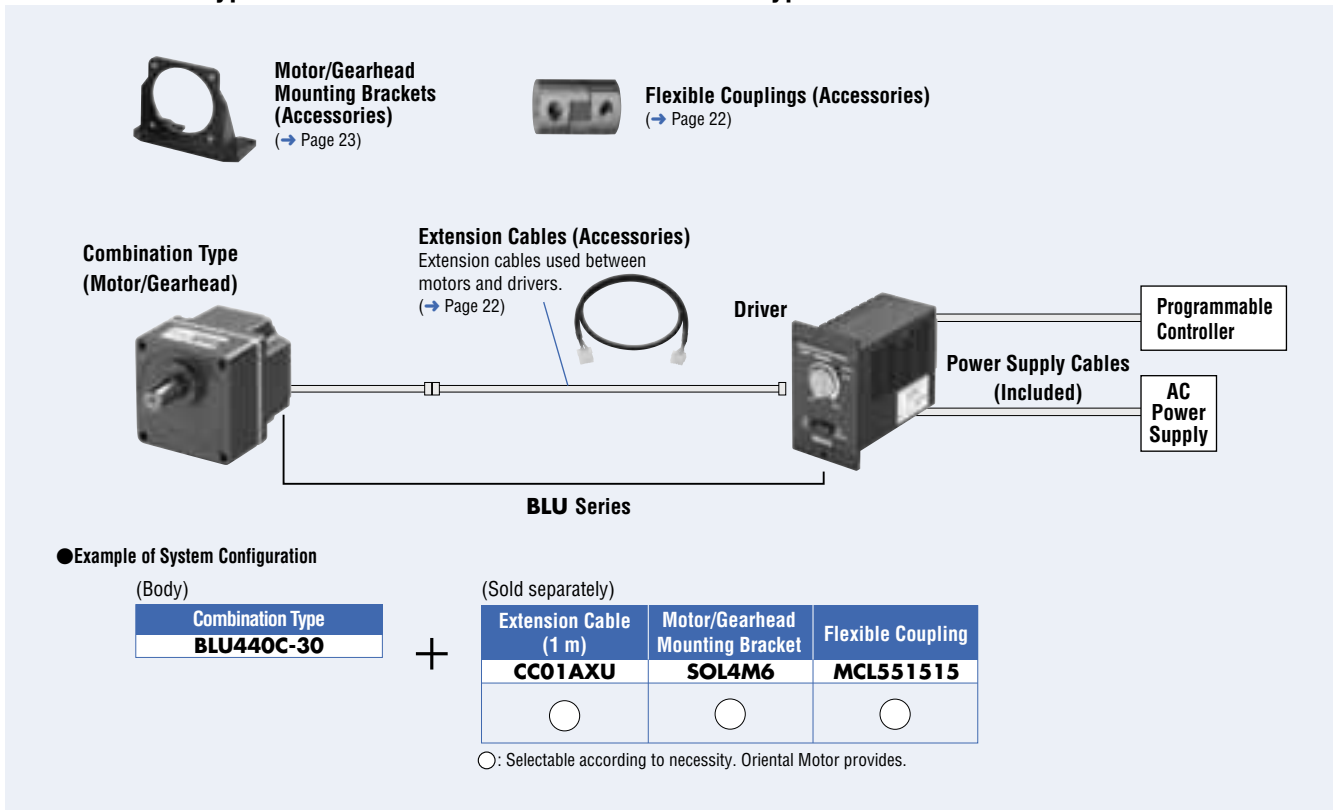 Motor/Gearhead
Mounting Brackets
(Accessories)
(➜ Page 23)
Flexible Couplings (Accessories)
(➜ Page 22)
Combination Type
(Motor/Gearhead)
Extension Cables (Accessories)
Extension cables used between
motors and drivers.
(➜ Page 22)
Driver
Programmable
Controller
Power Supply Cables
(Included)
AC
Power
Supply
BLU Series
●Example of System Configuration
(Body)
Combination Type
BLU440C-30
+
(Sold separately)
Extension Cable
(1 m)
Motor/Gearhead
Mounting Bracket
Flexible Coupling
CC01AXU
SOL4M6
MCL551515
○
○
○
○: Selectable according to necessity. Oriental Motor provides.